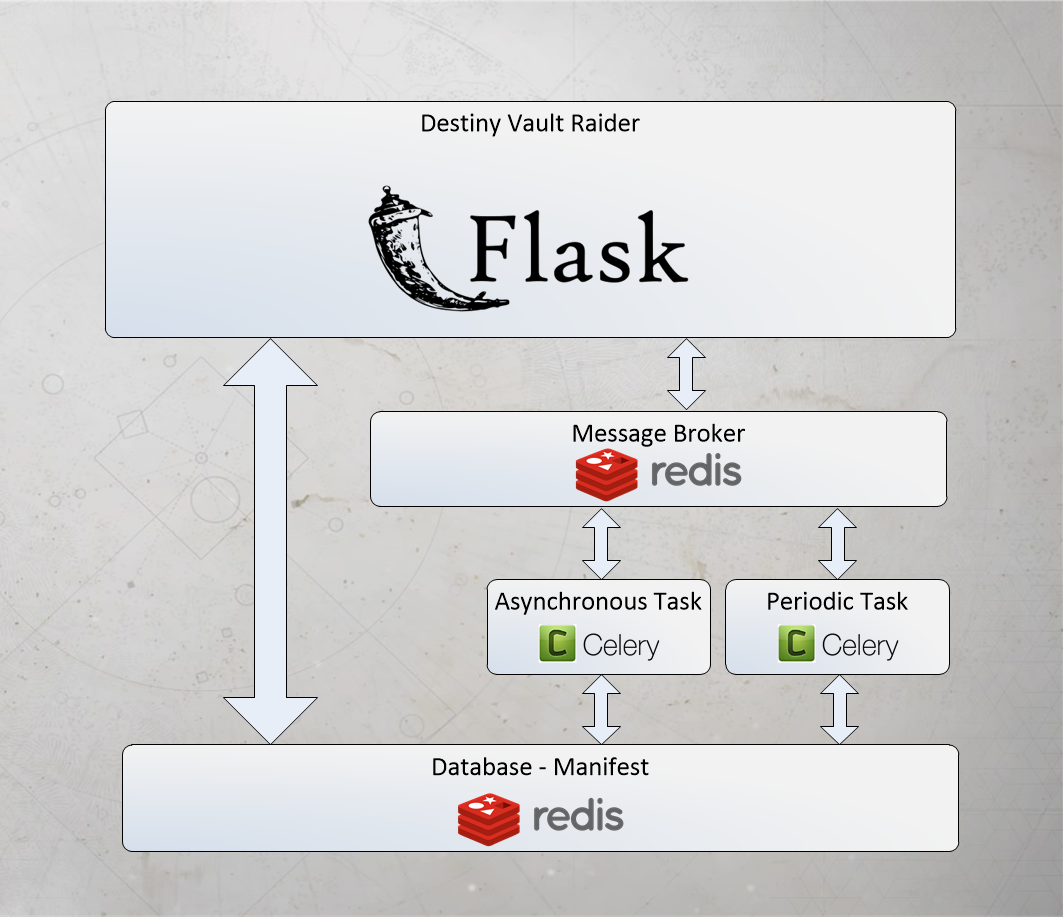 Destiny Vault Raider
Flask
Message Broker
redis
Asynchronous Task
C Celery
Periodic Task
C Celery
Database - Manifest
redis